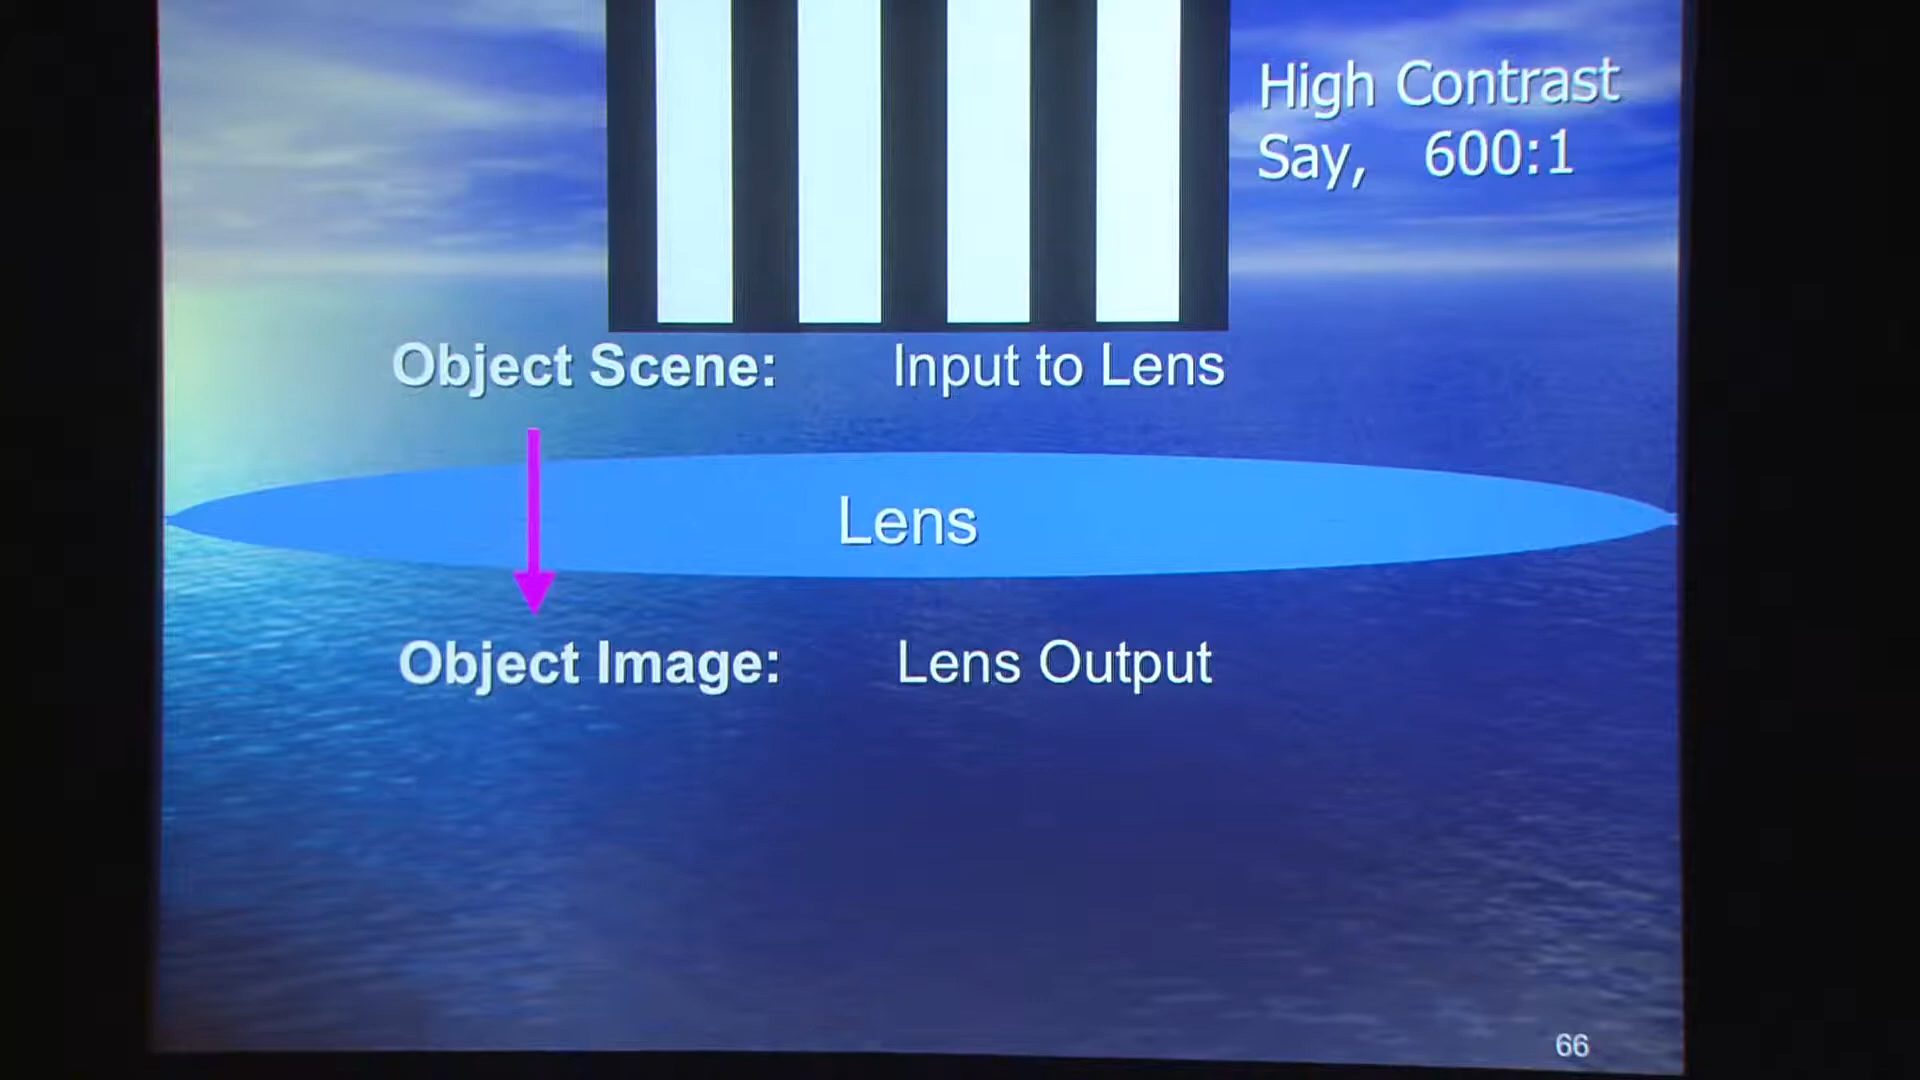 High Contrast
Say, 600:1
Object Scene: Input to Lens
Lens
Object Image: Lens Output
66